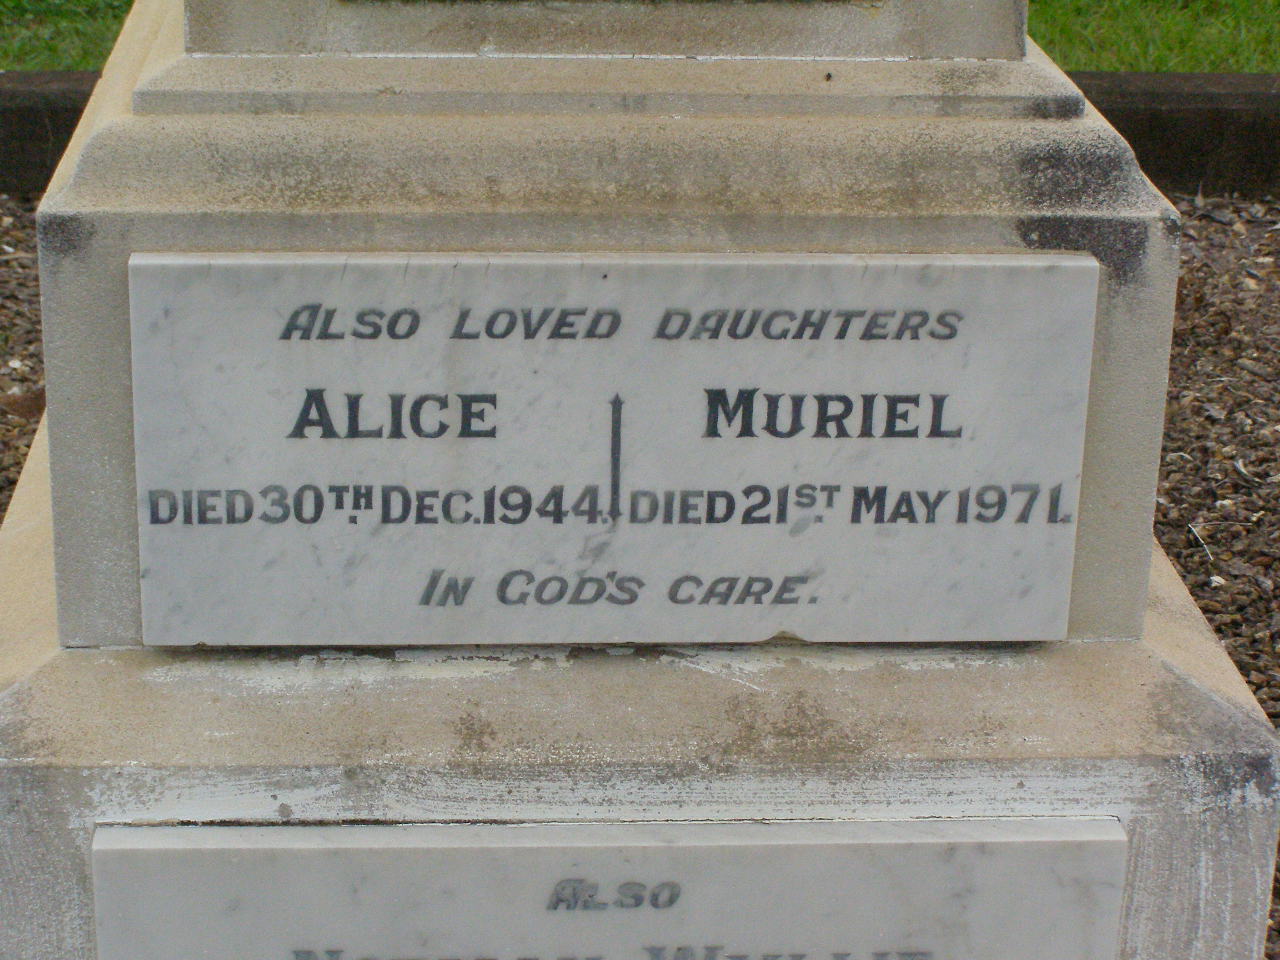 ALSO LOVED DAUGHTERS
ALICE MURIEL
DIED 30TH. DEC. 1944. DIED 21ST. MAY 1971.
IN GOD'S CARE.
ALSO